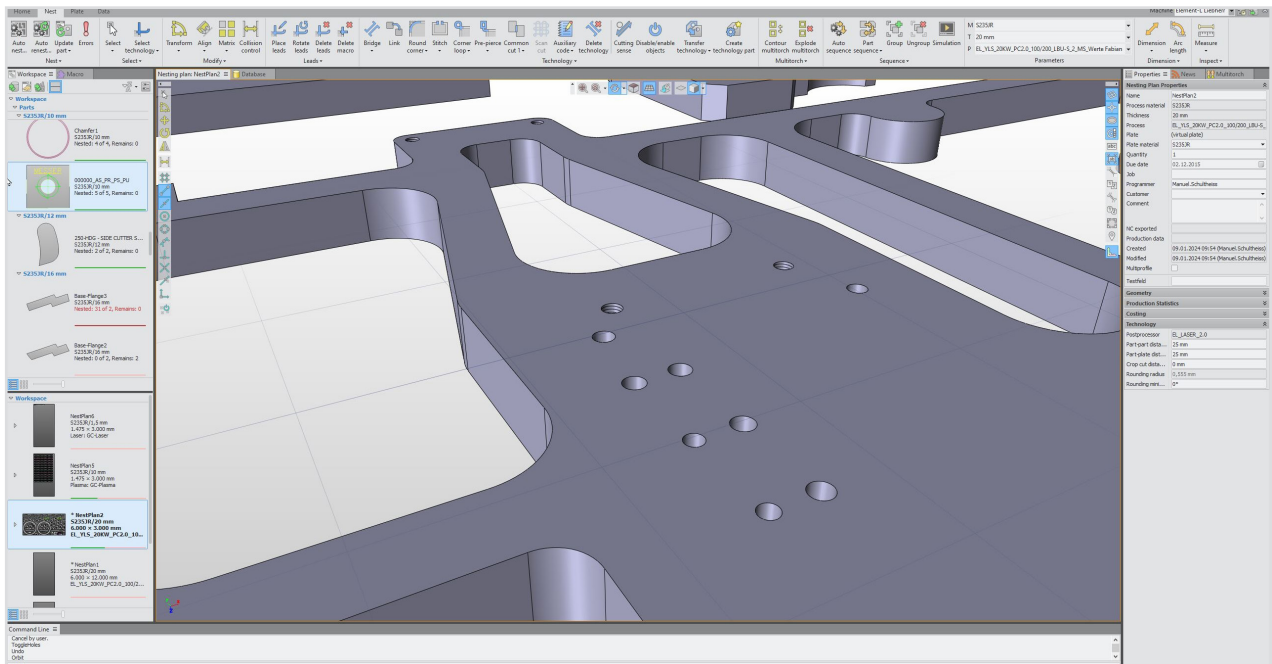 Home Nest Plate Data
Machine Element-L Liebherr
Auto nest... Auto renest... Update part Errors
Nest
Select Select technology
Select
Transform Align Matrix Collision control
Modify
Place leads Rotate leads Delete leads Delete macro
Leads
Bridge Link Round corner Stitch Corner loop Pre-pierce Common cut 1 Scan cut Auxiliary code Delete technology Cutting sense Disable/enable objects Transfer technology Create technology part
Technology
Contour multitorch Explode multitorch
Multitorch
Auto sequence Part sequence Group Ungroup Simulation
Sequence
M S235JR
T 20 mm
P EL_YLS_20KW_PC2.0_100/200_LBU-S_2_MS_Werte Fabian
Parameters
Dimension Arc length
Dimension
Measure
Inspect
Workspace Macro
Workspace
Parts
S235JR/10 mm
Chamfer1
S235JR/10 mm
Nested: 4 of 4, Remains: 0
000000_AS_PR_PS_PU
S235JR/10 mm
Nested: 5 of 5, Remains: 0
S235JR/12 mm
250-HDG - SIDE CUTTER S...
S235JR/12 mm
Nested: 2 of 2, Remains: 0
S235JR/16 mm
Base-Flange3
S235JR/16 mm
Nested: 31 of 2, Remains: 0
Base-Flange2
S235JR/16 mm
Nested: 0 of 2, Remains: 2
Workspace
NestPlan6
S235JR/1,5 mm
1.475 × 3.000 mm
Laser: GC-Laser
NestPlan5
S235JR/10 mm
1.475 × 3.000 mm
Plasma: GC-Plasma
* NestPlan2
S235JR/20 mm
6.000 × 3.000 mm
EL_YLS_20KW_PC2.0_10...
* NestPlan1
S235JR/20 mm
6.000 × 12.000 mm
EL_YLS_20KW_PC2.0_100/2...
Nesting plan: NestPlan2 Database
abc
Properties News Multitorch
Nesting Plan Properties
Name NestPlan2
Process material S235JR
Thickness 20 mm
Process EL_YLS_20KW_PC2.0_100/200_LBU-S_
Plate (virtual plate)
Plate material S235JR
Quantity 1
Due date 02.12.2015
Job
Programmer Manuel.Schultheiss
Customer
Comment
NC exported
Production data
Created 09.01.2024 09:54 (Manuel.Schultheiss)
Modified 09.01.2024 09:54 (Manuel.Schultheiss)
Multiprofile
Testfeld
Geometry
Production Statistics
Costing
Technology
Postprocessor EL_LASER_2.0
Part-part dista... 25 mm
Part-plate dist... 25 mm
Crop cut dista... 0 mm
Rounding radius 0,555 mm
Rounding mini... 0°
Command Line
Cancel by user.
ToggleHoles
Undo
Orbit